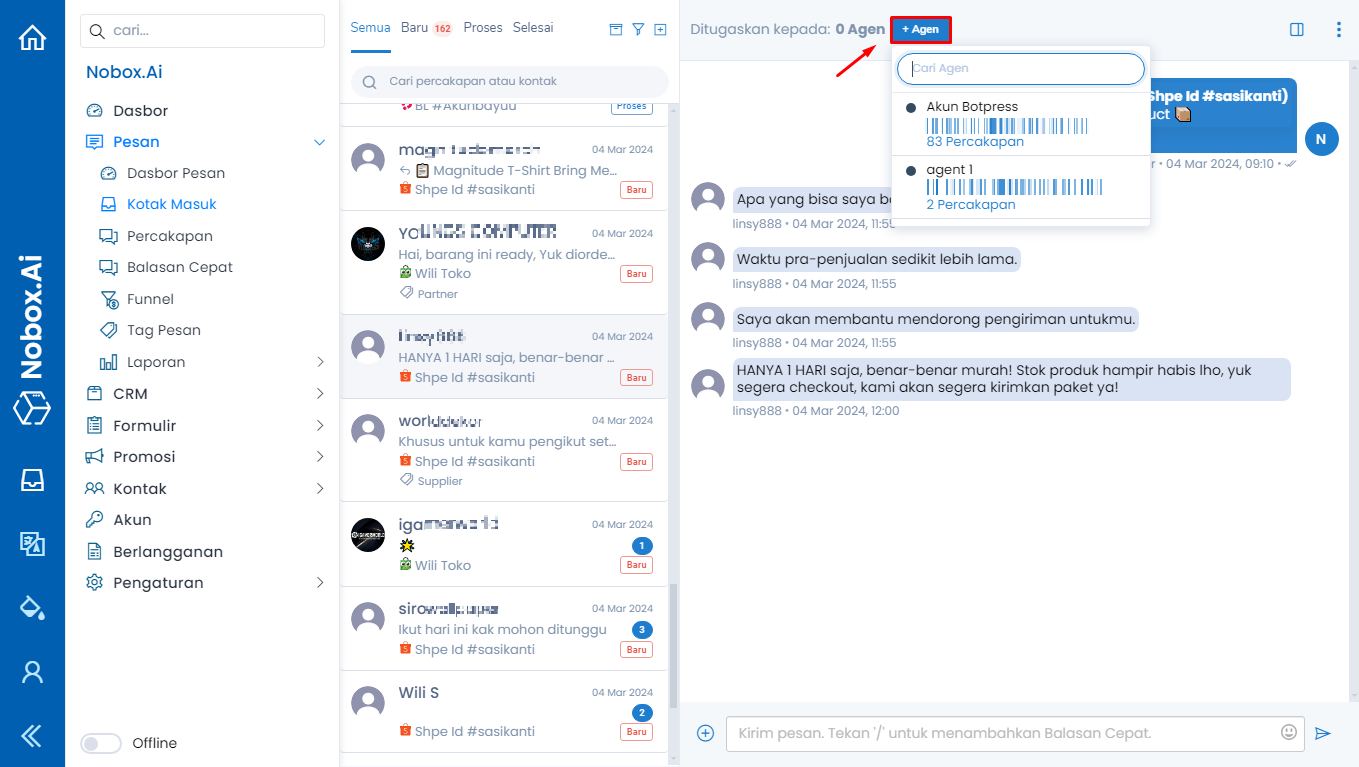 Nobox.Ai
cari...
Nobox.Ai
Dasbor
Pesan
Dasbor Pesan
Kotak Masuk
Percakapan
Balasan Cepat
Funnel
Tag Pesan
Laporan
CRM
Formulir
Promosi
Kontak
Akun
Berlangganan
Pengaturan
Offline
Semua Baru 162 Proses Selesai
Cari percakapan atau kontak
BL #Akunbayuu Proses
04 Mar 2024
Magnitude T-Shirt Bring Me...
Shpe Id #sasikanti Baru
04 Mar 2024
Hai, barang ini ready, Yuk diorde...
Wili Toko Baru
Partner
04 Mar 2024
HANYA 1 HARI saja, benar-benar ...
Shpe Id #sasikanti Baru
04 Mar 2024
Khusus untuk kamu pengikut set...
Shpe Id #sasikanti Baru
Supplier
04 Mar 2024
1
Wili Toko Baru
04 Mar 2024
Ikut hari ini kak mohon ditunggu 3
Shpe Id #sasikanti Baru
Wili S 04 Mar 2024
2
Shpe Id #sasikanti Baru
Ditugaskan kepada: 0 Agen + Agen
Cari Agen
Akun Botpress
83 Percakapan
agent 1
2 Percakapan
Shpe Id #sasikanti)
uct
N
r • 04 Mar 2024, 09:10 •
Apa yang bisa saya b
linsy888 • 04 Mar 2024, 11:55
Waktu pra-penjualan sedikit lebih lama.
linsy888 • 04 Mar 2024, 11:55
Saya akan membantu mendorong pengiriman untukmu.
linsy888 • 04 Mar 2024, 11:55
HANYA 1 HARI saja, benar-benar murah! Stok produk hampir habis lho, yuk
segera checkout, kami akan segera kirimkan paket ya!
linsy888 • 04 Mar 2024, 12:00
Kirim pesan. Tekan '/' untuk menambahkan Balasan Cepat.